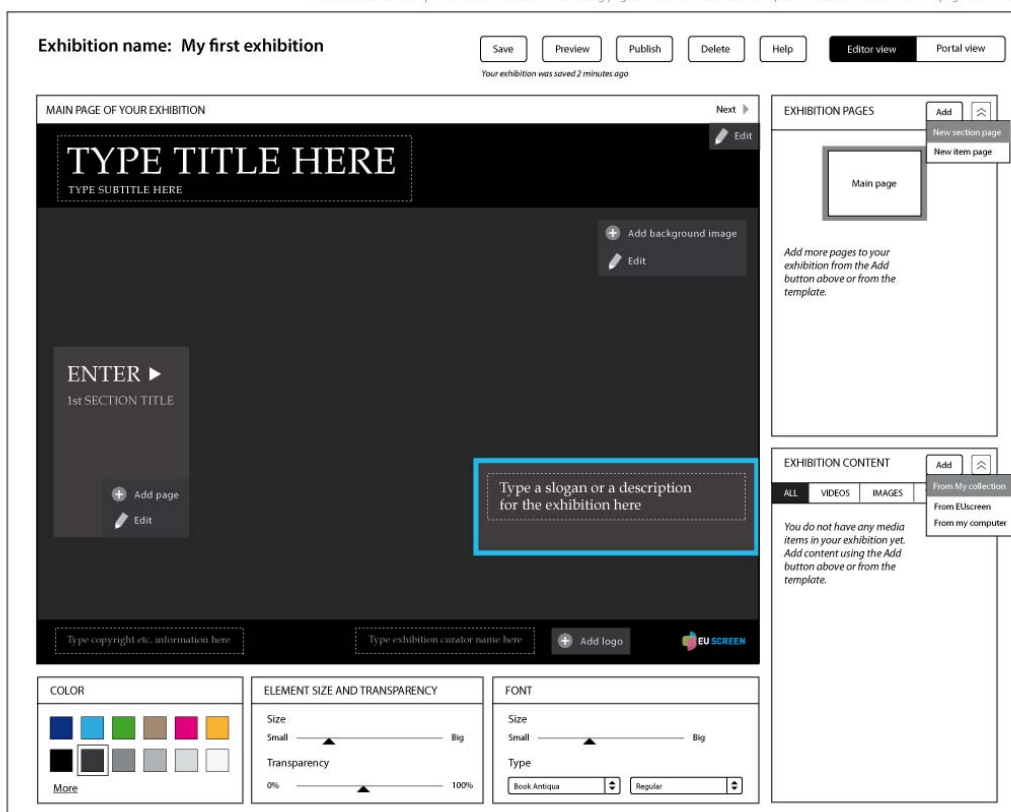 Exhibition name: My first exhibition
Save
Preview
Publish
Delete
Help
Editor view
Portal view
Your exhibition was saved 2 minutes ago
MAIN PAGE OF YOUR EXHIBITION
Next
Edit
TYPE TITLE HERE
TYPE SUBTITLE HERE
Add background image
Edit
ENTER
1st SECTION TITLE
Add page
Edit
Type a slogan or a description
for the exhibition here
Type copyright etc. information here
Type exhibition curator name here
Add logo
EU SCREEN
EXHIBITION PAGES
Add
New section page
New item page
Main page
Add more pages to your
exhibition from the Add
button above or from the
template.
EXHIBITION CONTENT
Add
From My collection
From EUscreen
From my computer
ALL
VIDEOS
IMAGES
You do not have any media
items in your exhibition yet.
Add content using the Add
button above or from the
template.
COLOR
More
ELEMENT SIZE AND TRANSPARENCY
Size
Small
Big
Transparency
0%
100%
FONT
Size
Small
Big
Type
Book Antiqua
Regular